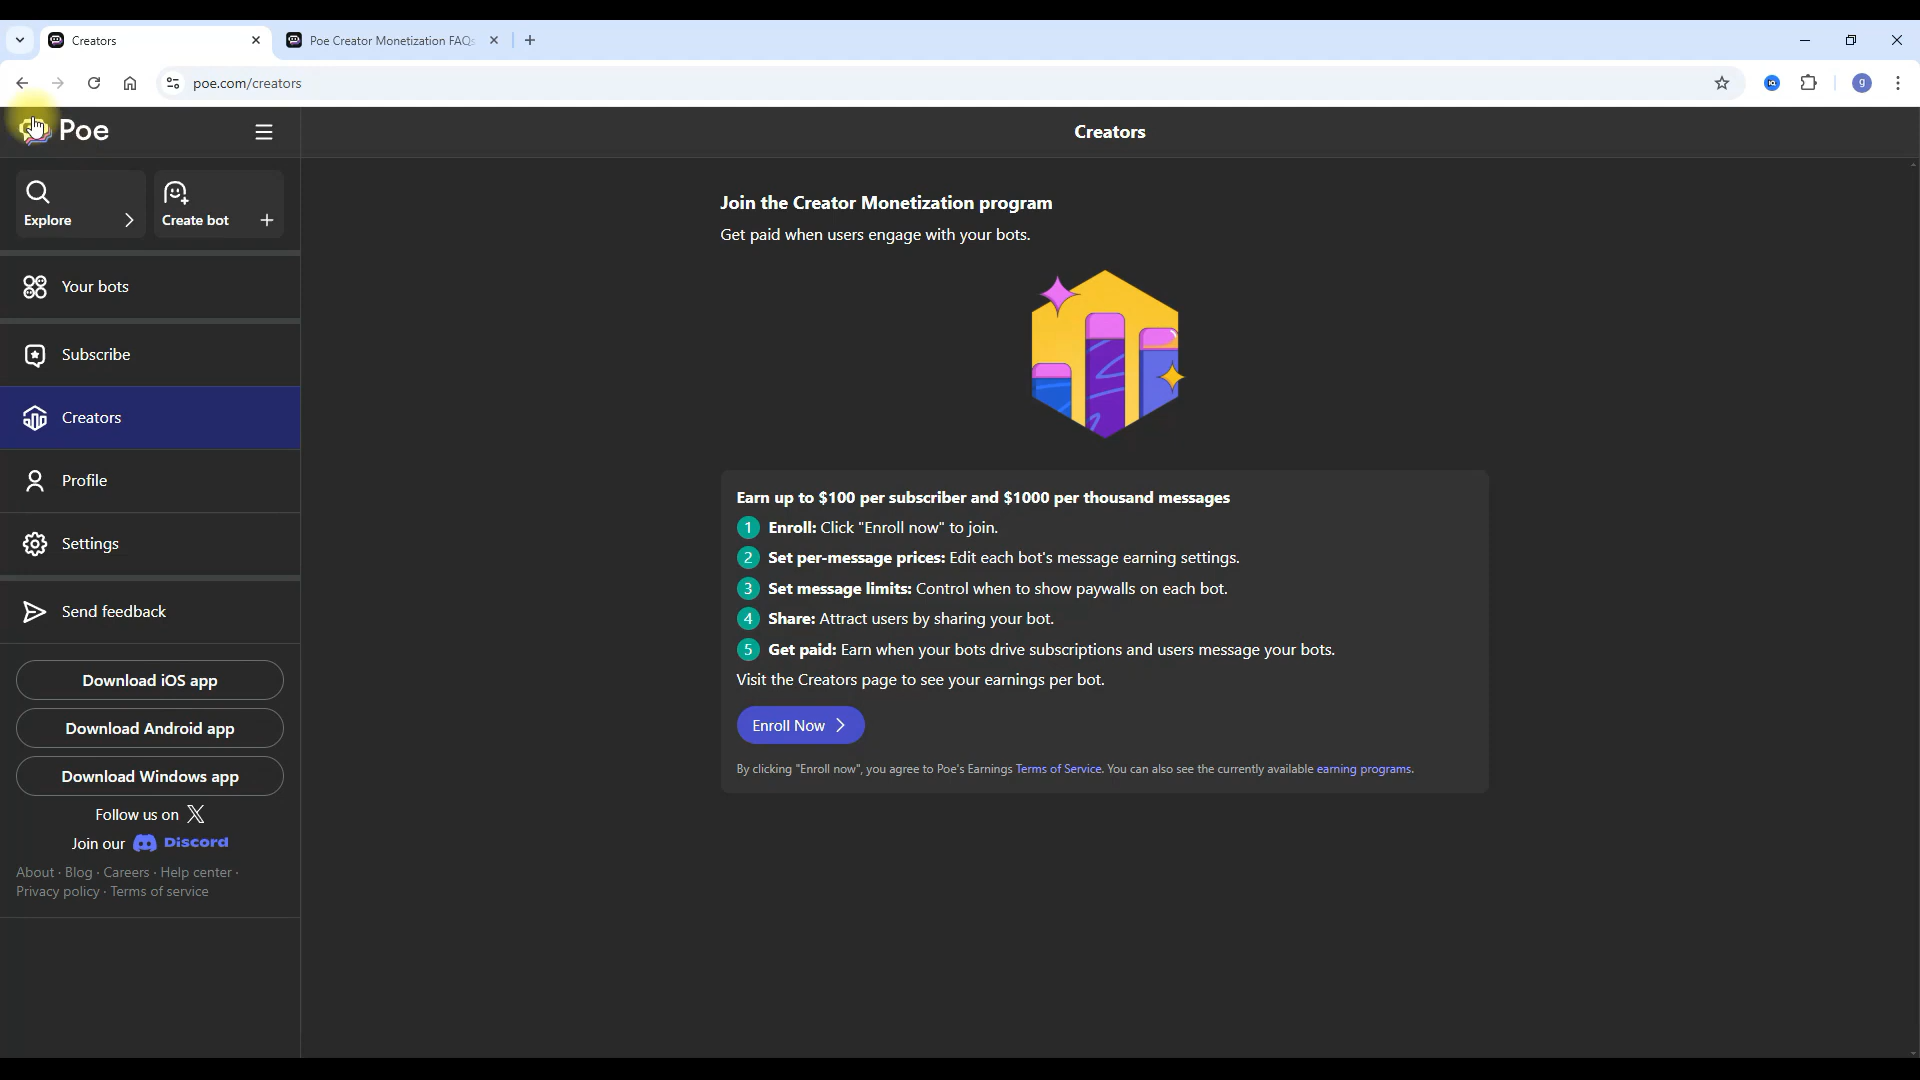 Creators
Poe Creator Monetization FAQs
poe.com/creators
g
Poe
Creators
Explore
Create bot
Your bots
Subscribe
Creators
Profile
Settings
Send feedback
Download iOS app
Download Android app
Download Windows app
Follow us on X
Join our Discord
About · Blog · Careers · Help center ·
Privacy policy · Terms of service
Join the Creator Monetization program
Get paid when users engage with your bots.
Earn up to $100 per subscriber and $1000 per thousand messages
1 Enroll: Click "Enroll now" to join.
2 Set per-message prices: Edit each bot's message earning settings.
3 Set message limits: Control when to show paywalls on each bot.
4 Share: Attract users by sharing your bot.
5 Get paid: Earn when your bots drive subscriptions and users message your bots.
Visit the Creators page to see your earnings per bot.
Enroll Now
By clicking "Enroll now", you agree to Poe's Earnings Terms of Service. You can also see the currently available earning programs.